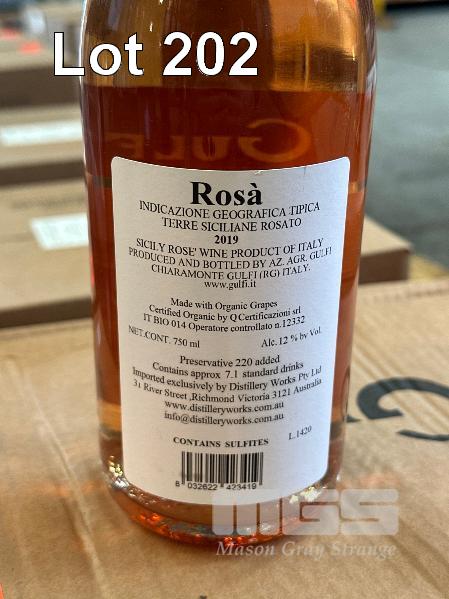 Lot 202
GULF
Rosà
INDICAZIONE GEOGRAFICA TIPICA
TERRE SICILIANE ROSATO
2019
SICILY ROSE' WINE PRODUCT OF ITALY
PRODUCED AND BOTTLED BY AZ. AGR. GULFI
CHIARAMONTE GULFI (RG) ITALY.
www.gulfi.it
Made with Organic Grapes
Certified Organic by QCertificazioni srl
IT BIO 014 Operatore controllato n.12332
NET.CONT. 750 ml Alc. 12 % bv Vol.
Preservative 220 added
Contains approx 7.1 standard drinks
Imported exclusively by Distillery Works Pty Ltd
31 River Street ,Richmond Victoria 3121 Australia
www.distilleryworks.com.au
info@distilleryworks.com.au
CONTAINS SULFITES L.1420
8 032622 423419
MGS
Mason Gray Strange